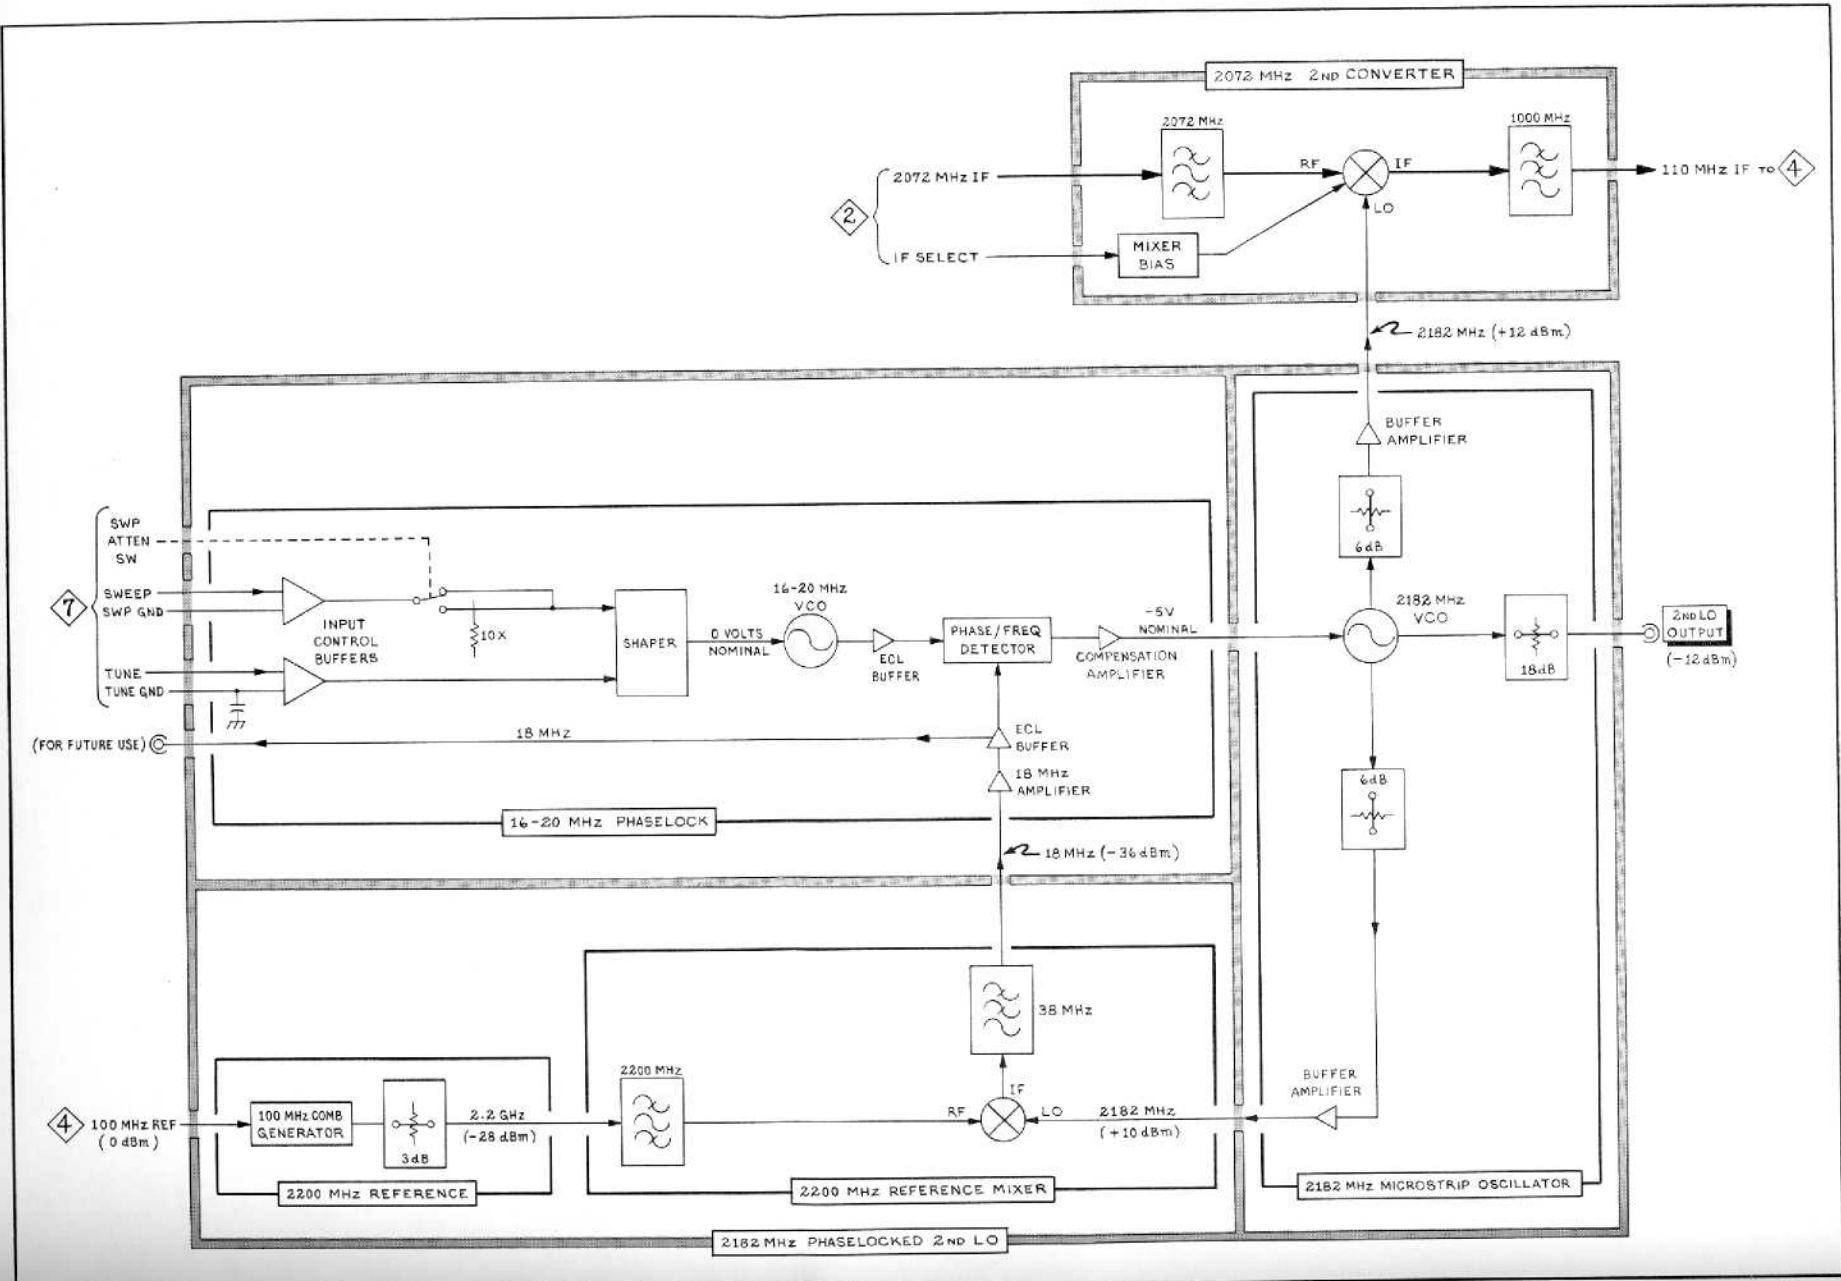 2072 MHz 2ND CONVERTER
2072 MHz
1000 MHz
2072 MHz IF
RF
IF
LO
110 MHz IF TO 4
2
IF SELECT
MIXER
BIAS
2182 MHz (+12 dBm)
BUFFER
AMPLIFIER
6dB
SWP
ATTEN
SW
7
SWEEP
SWP GND
INPUT
CONTROL
BUFFERS
10X
TUNE
TUNE GND
SHAPER
0 VOLTS
NOMINAL
16-20 MHz
VCO
ECL
BUFFER
PHASE/FREQ
DETECTOR
-5V
NOMINAL
COMPENSATION
AMPLIFIER
2182 MHz
VCO
18dB
2ND LO
OUTPUT
(-12dBm)
(FOR FUTURE USE)
18 MHz
ECL
BUFFER
18 MHz
AMPLIFIER
6dB
16-20 MHz PHASELOCK
18 MHz (-36 dBm)
38 MHz
2200 MHz
IF
RF
LO
2182 MHz
(+10 dBm)
BUFFER
AMPLIFIER
4
100 MHz REF
(0 dBm)
100 MHz COMB
GENERATOR
3dB
2.2 GHz
(-28 dBm)
2200 MHz REFERENCE
2200 MHz REFERENCE MIXER
2182 MHz MICROSTRIP OSCILLATOR
2182 MHz PHASELOCKED 2ND LO